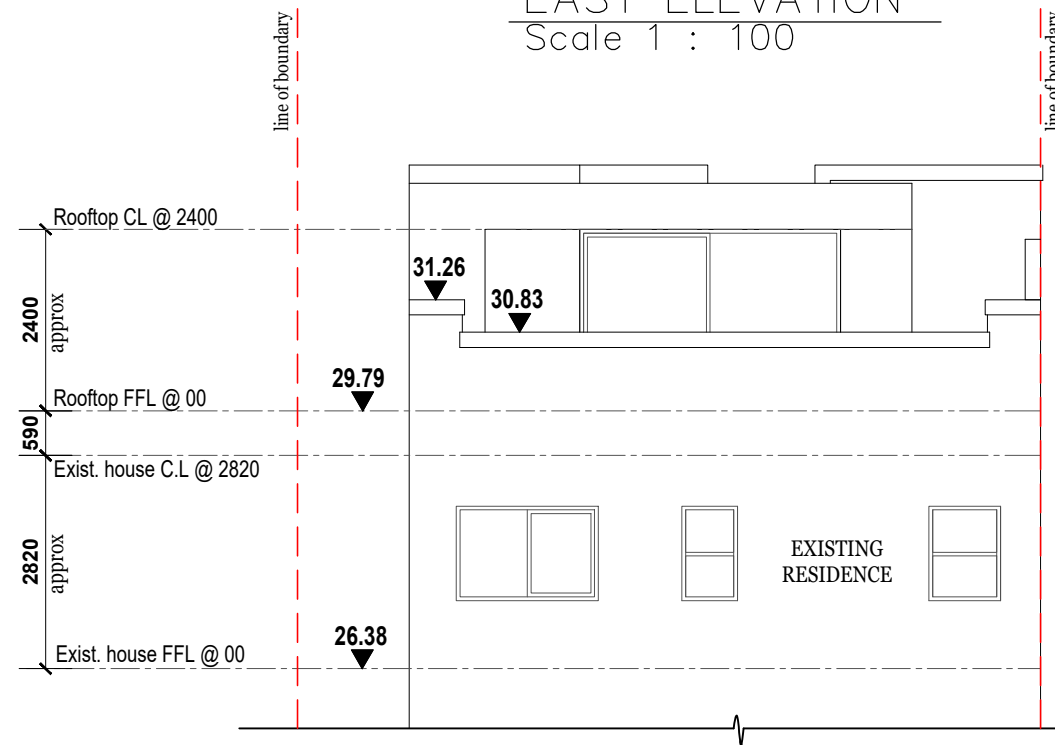 EAST ELEVATION
Scale 1 : 100
line of boundary
line of boundary
Rooftop CL @ 2400
31.26
30.83
2400
approx
29.79
Rooftop FFL @ 00
590
Exist. house C.L @ 2820
2820
approx
EXISTING
RESIDENCE
26.38
Exist. house FFL @ 00